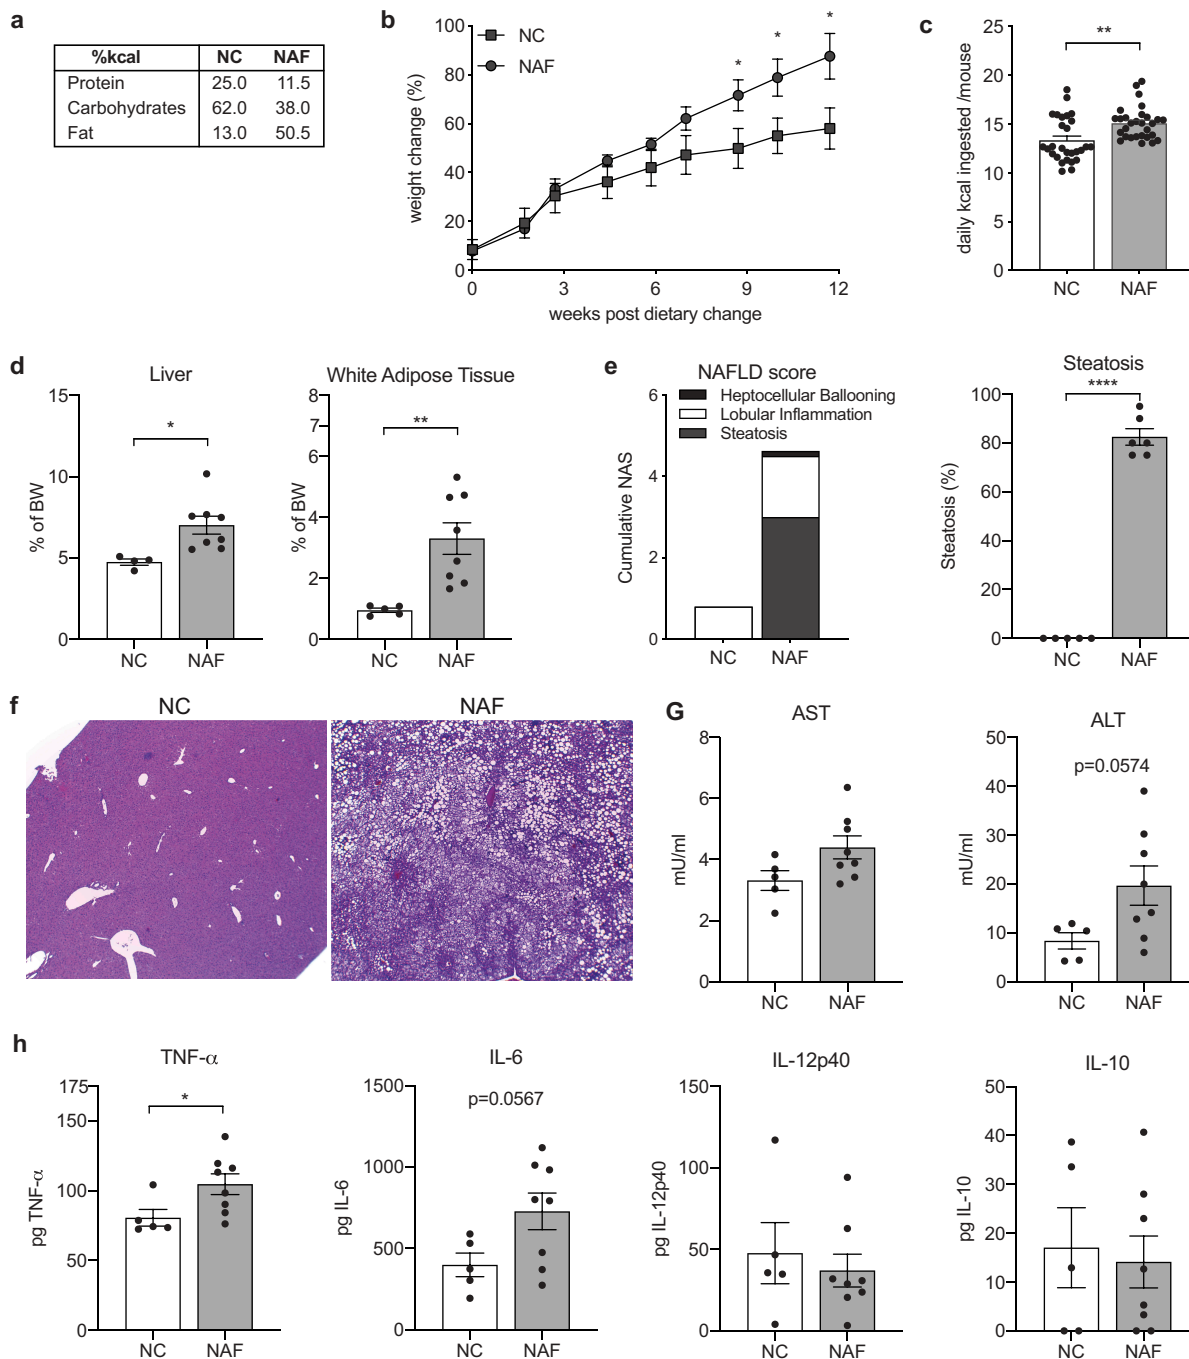 a
%kcal NC NAF
Protein 25.0 11.5
Carbohydrates 62.0 38.0
Fat 13.0 50.5
b
weight change (%)
100
80
60
40
20
0
NC
NAF
* * *
0 3 6 9 12
weeks post dietary change
c
daily kcal ingested /mouse
25
20
15
10
5
0
**
NC NAF
d
Liver
% of BW
15
10
5
0
*
NC NAF
White Adipose Tissue
% of BW
8
6
4
2
0
**
NC NAF
e
NAFLD score
Heptocellular Ballooning
Lobular Inflammation
Steatosis
Cumulative NAS
6
4
2
0
NC NAF
Steatosis
Steatosis (%)
100
80
60
40
20
0
****
NC NAF
f
NC NAF
G
AST
mU/ml
8
6
4
2
0
NC NAF
ALT
mU/ml
50
40
30
20
10
0
p=0.0574
NC NAF
h
TNF-α
pg TNF-α
175
150
100
50
0
*
NC NAF
IL-6
pg IL-6
1500
1000
500
0
p=0.0567
NC NAF
IL-12p40
pg IL-12p40
150
100
50
0
NC NAF
IL-10
pg IL-10
50
40
30
20
10
0
NC NAF